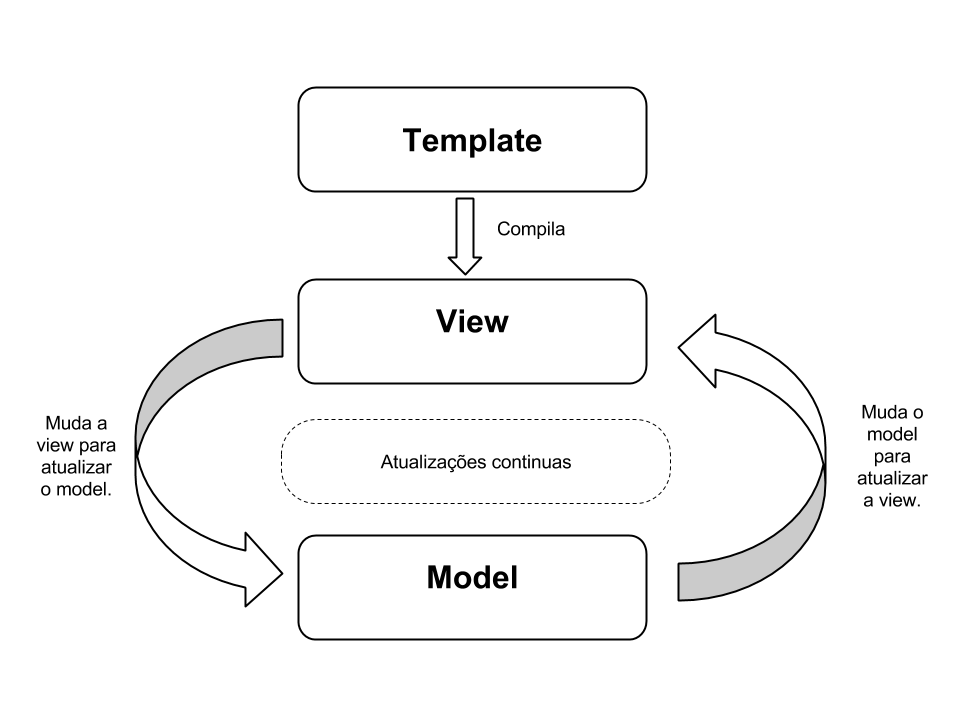 Template
Compila
View
Muda a
view para
atualizar
o model.
Atualizações continuas
Muda o
model
para
atualizar
a view.
Model